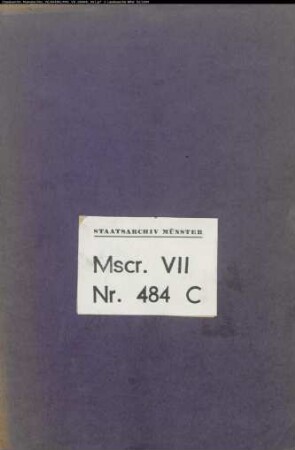 STAATSARCHIV MÜNSTER
Mscr. VII
Nr. 484 C